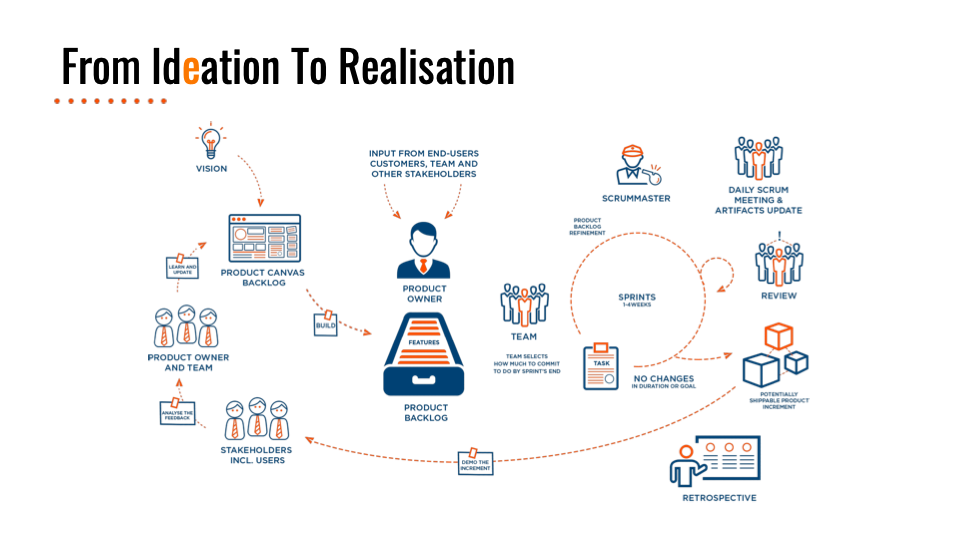 From Ideation To Realisation
VISION
INPUT FROM END-USERS
CUSTOMERS, TEAM AND
OTHER STAKEHOLDERS
SCRUMMASTER
DAILY SCRUM
MEETING &
ARTIFACTS UPDATE
PRODUCT
BACKLOG
REFINEMENT
LEARN AND
UPDATE
PRODUCT CANVAS
BACKLOG
PRODUCT
OWNER
SPRINTS
1-4WEEKS
REVIEW
BUILD
TEAM
FEATURES
PRODUCT OWNER
AND TEAM
TEAM SELECTS
HOW MUCH TO COMMIT
TO DO BY SPRINT'S END
TASK
NO CHANGES
IN DURATION OR GOAL
POTENTIALLY
SHIPPABLE PRODUCT
INCREMENT
PRODUCT
BACKLOG
ANALYSE THE
FEEDBACK
STAKEHOLDERS
INCL. USERS
DEMO THE
INCREMENT
RETROSPECTIVE